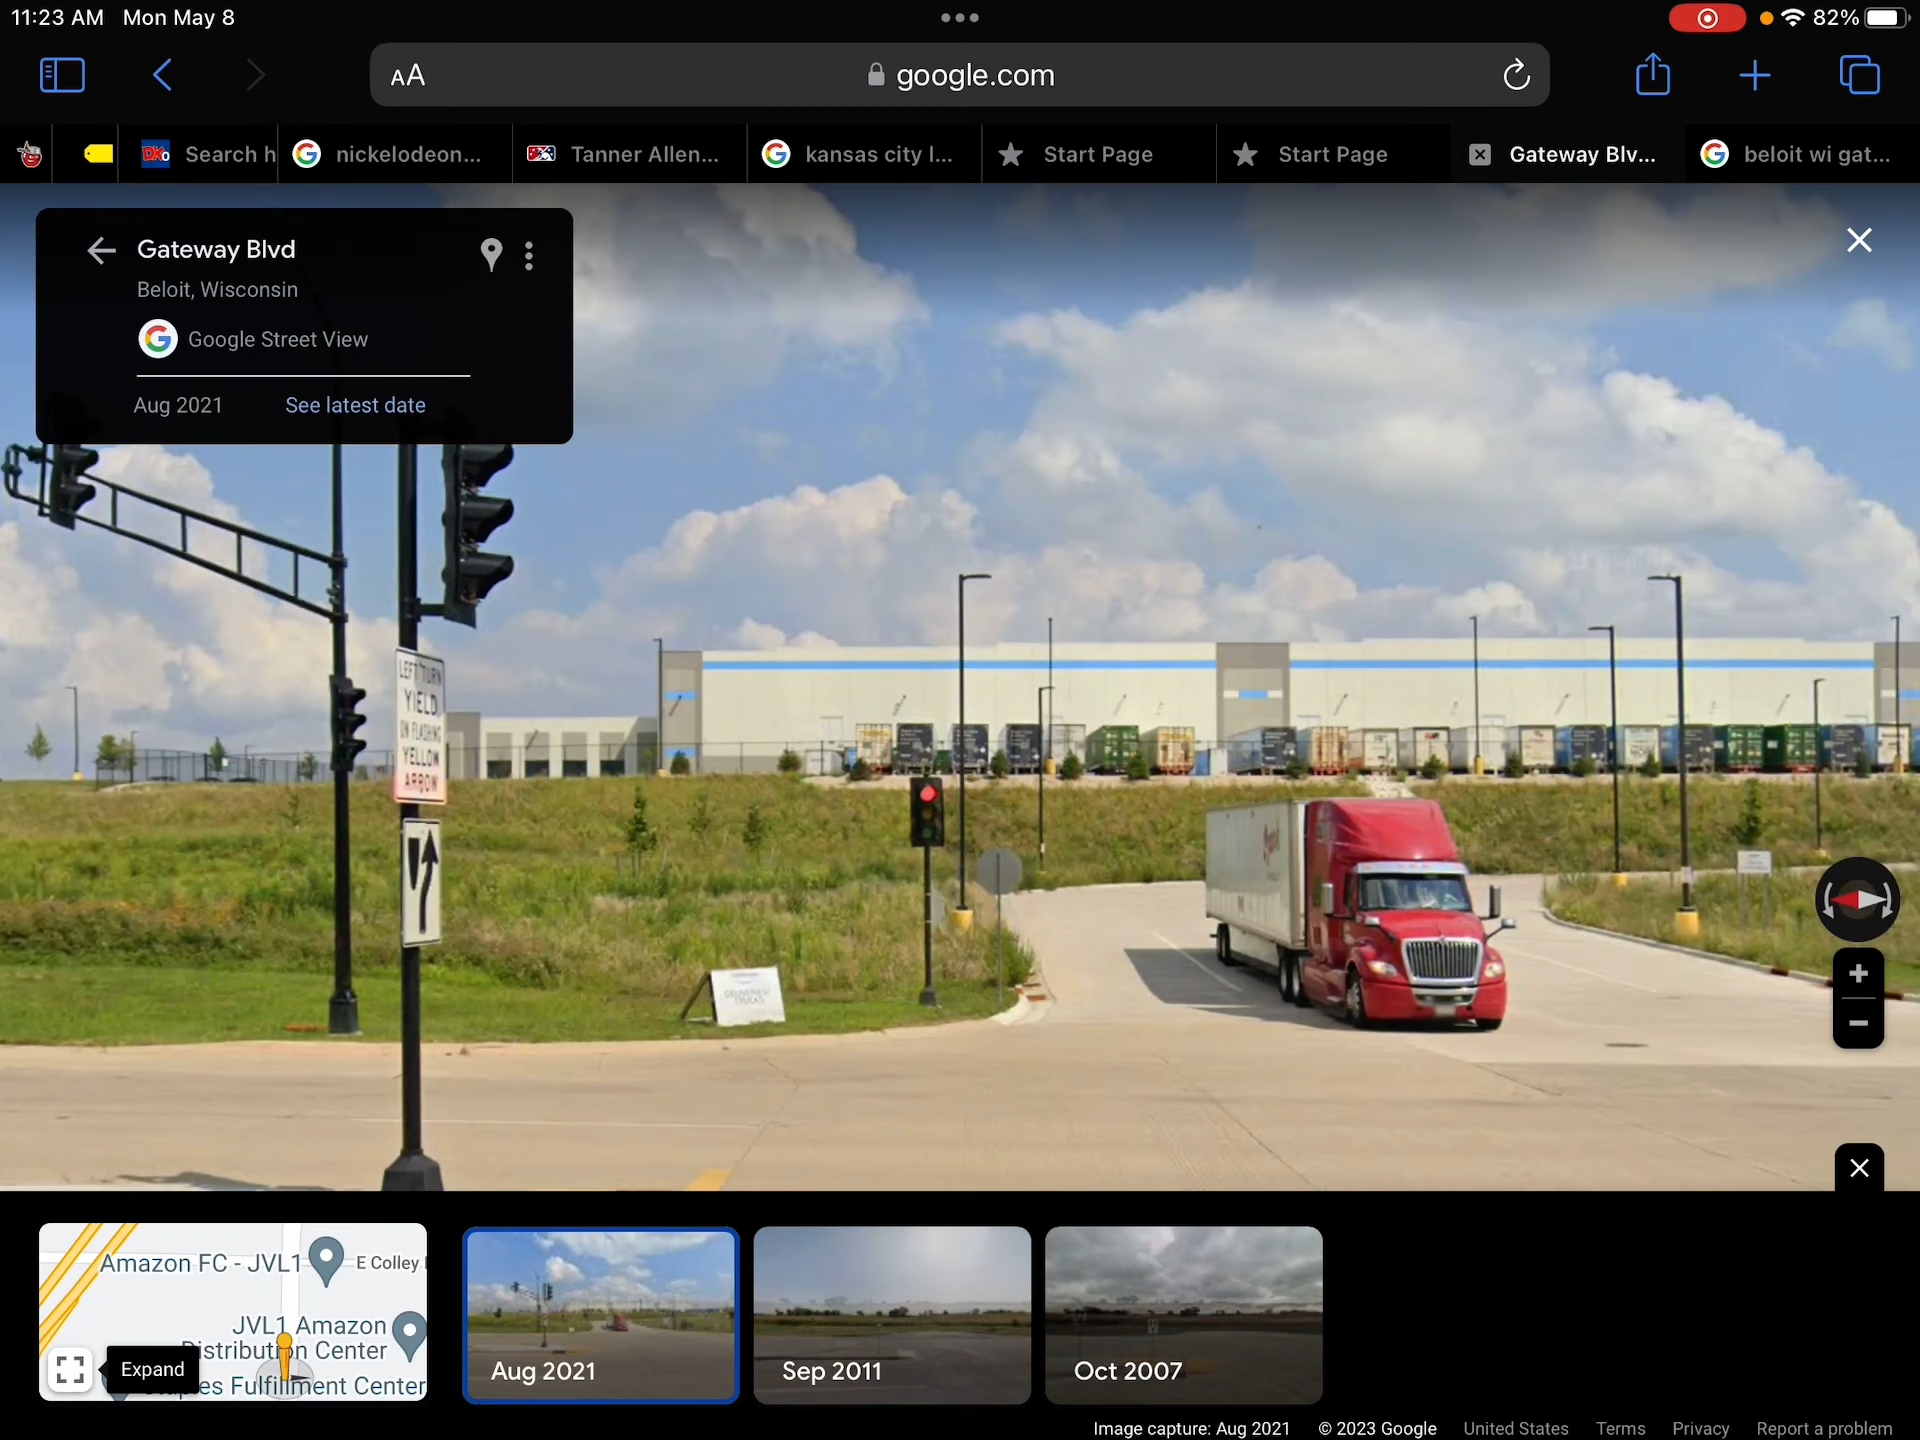 11:23 AM Mon May 8
82%
AA
google.com
Search h
nickelodeon...
Tanner Allen...
kansas city l...
Start Page
Start Page
Gateway Blv...
beloit wi gat...
Gateway Blvd
Beloit, Wisconsin
Google Street View
Aug 2021
See latest date
LEFT TURN
YIELD
ON FLASHING
YELLOW
ARROW
TRUCKS
Amazon FC - JVL1
E Colley
JVL1 Amazon
Distribution Center
Expand
Fulfillment Center
Aug 2021
Sep 2011
Oct 2007
Image capture: Aug 2021 © 2023 Google United States Terms Privacy Report a problem